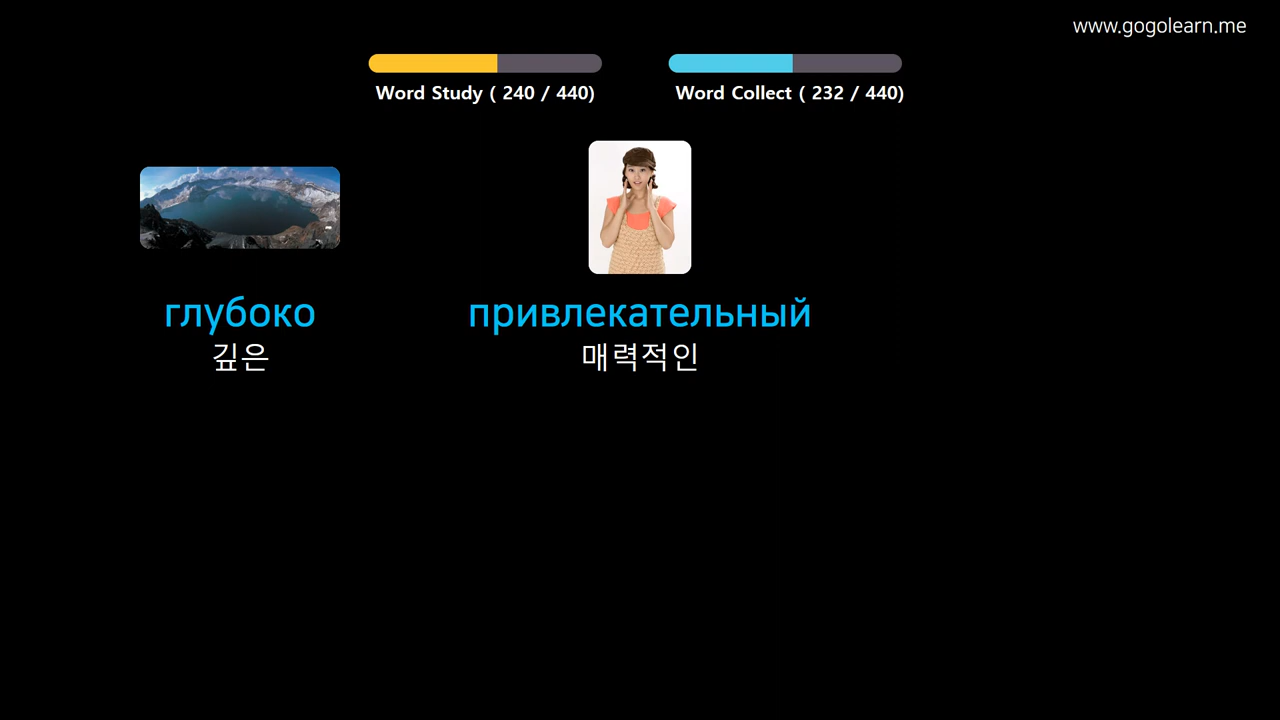 www.gogolearn.me
Word Study ( 240 / 440)
Word Collect ( 232 / 440)
глубоко
깊은
привлекательный
매력적인